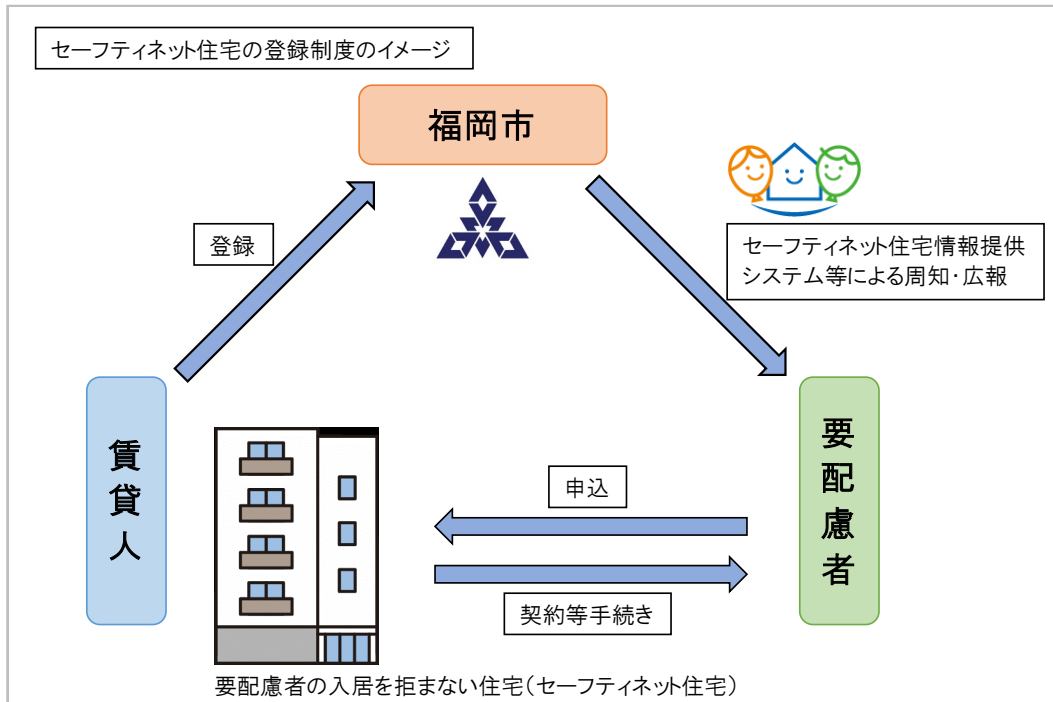 セーフティネット住宅の登録制度のイメージ
福岡市
登録
セーフティネット住宅情報提供
システム等による周知・広報
賃貸人
要配慮者
申込
契約等手続き
要配慮者の入居を拒まない住宅(セーフティネット住宅)